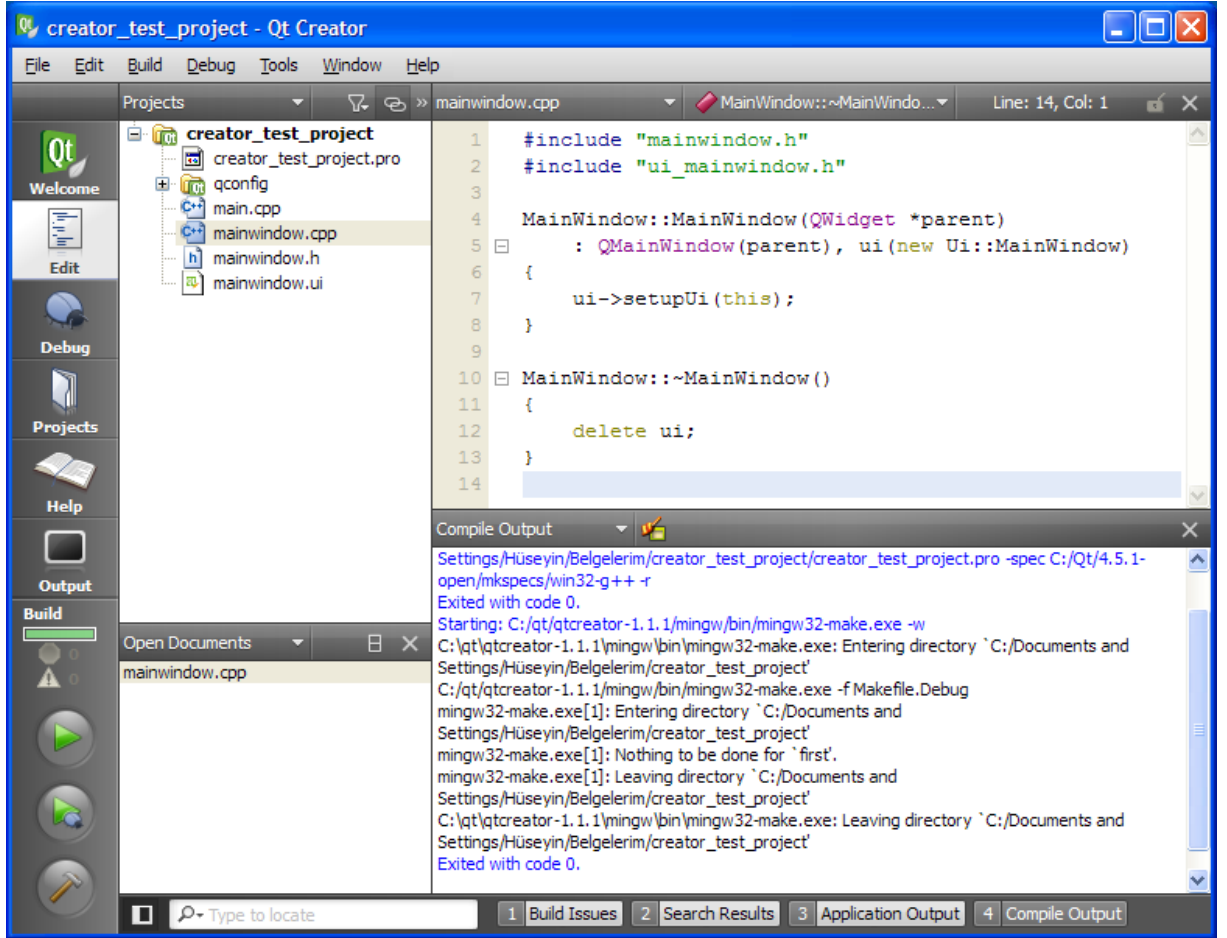 creator_test_project - Qt Creator
File Edit Build Debug Tools Window Help
Projects
mainwindow.cpp MainWindow::~MainWindo... Line: 14, Col: 1
Qt
Welcome
Edit
Debug
Projects
Help
Output
Build
0
0
creator_test_project
creator_test_project.pro
qconfig
main.cpp
mainwindow.cpp
mainwindow.h
mainwindow.ui
Open Documents
mainwindow.cpp
1 #include "mainwindow.h"
2 #include "ui_mainwindow.h"
3
4 MainWindow::MainWindow(QWidget *parent)
5 : QMainWindow(parent), ui(new Ui::MainWindow)
6 {
7 ui->setupUi(this);
8 }
9
10 MainWindow::~MainWindow()
11 {
12 delete ui;
13 }
14
Compile Output
Settings/Hüseyin/Belgelerim/creator_test_project/creator_test_project.pro -spec C:/Qt/4.5.1-
open/mkspecs/win32-g++ -r
Exited with code 0.
Starting: C:/qt/qtcreator-1.1.1/mingw/bin/mingw32-make.exe -w
C:\qt\qtcreator-1.1.1\mingw\bin\mingw32-make.exe: Entering directory `C:/Documents and
Settings/Hüseyin/Belgelerim/creator_test_project'
C:/qt/qtcreator-1.1.1/mingw/bin/mingw32-make.exe -f Makefile.Debug
mingw32-make.exe[1]: Entering directory `C:/Documents and
Settings/Hüseyin/Belgelerim/creator_test_project'
mingw32-make.exe[1]: Nothing to be done for `first'.
mingw32-make.exe[1]: Leaving directory `C:/Documents and
Settings/Hüseyin/Belgelerim/creator_test_project'
C:\qt\qtcreator-1.1.1\mingw\bin\mingw32-make.exe: Leaving directory `C:/Documents and
Settings/Hüseyin/Belgelerim/creator_test_project'
Exited with code 0.
Type to locate 1 Build Issues 2 Search Results 3 Application Output 4 Compile Output